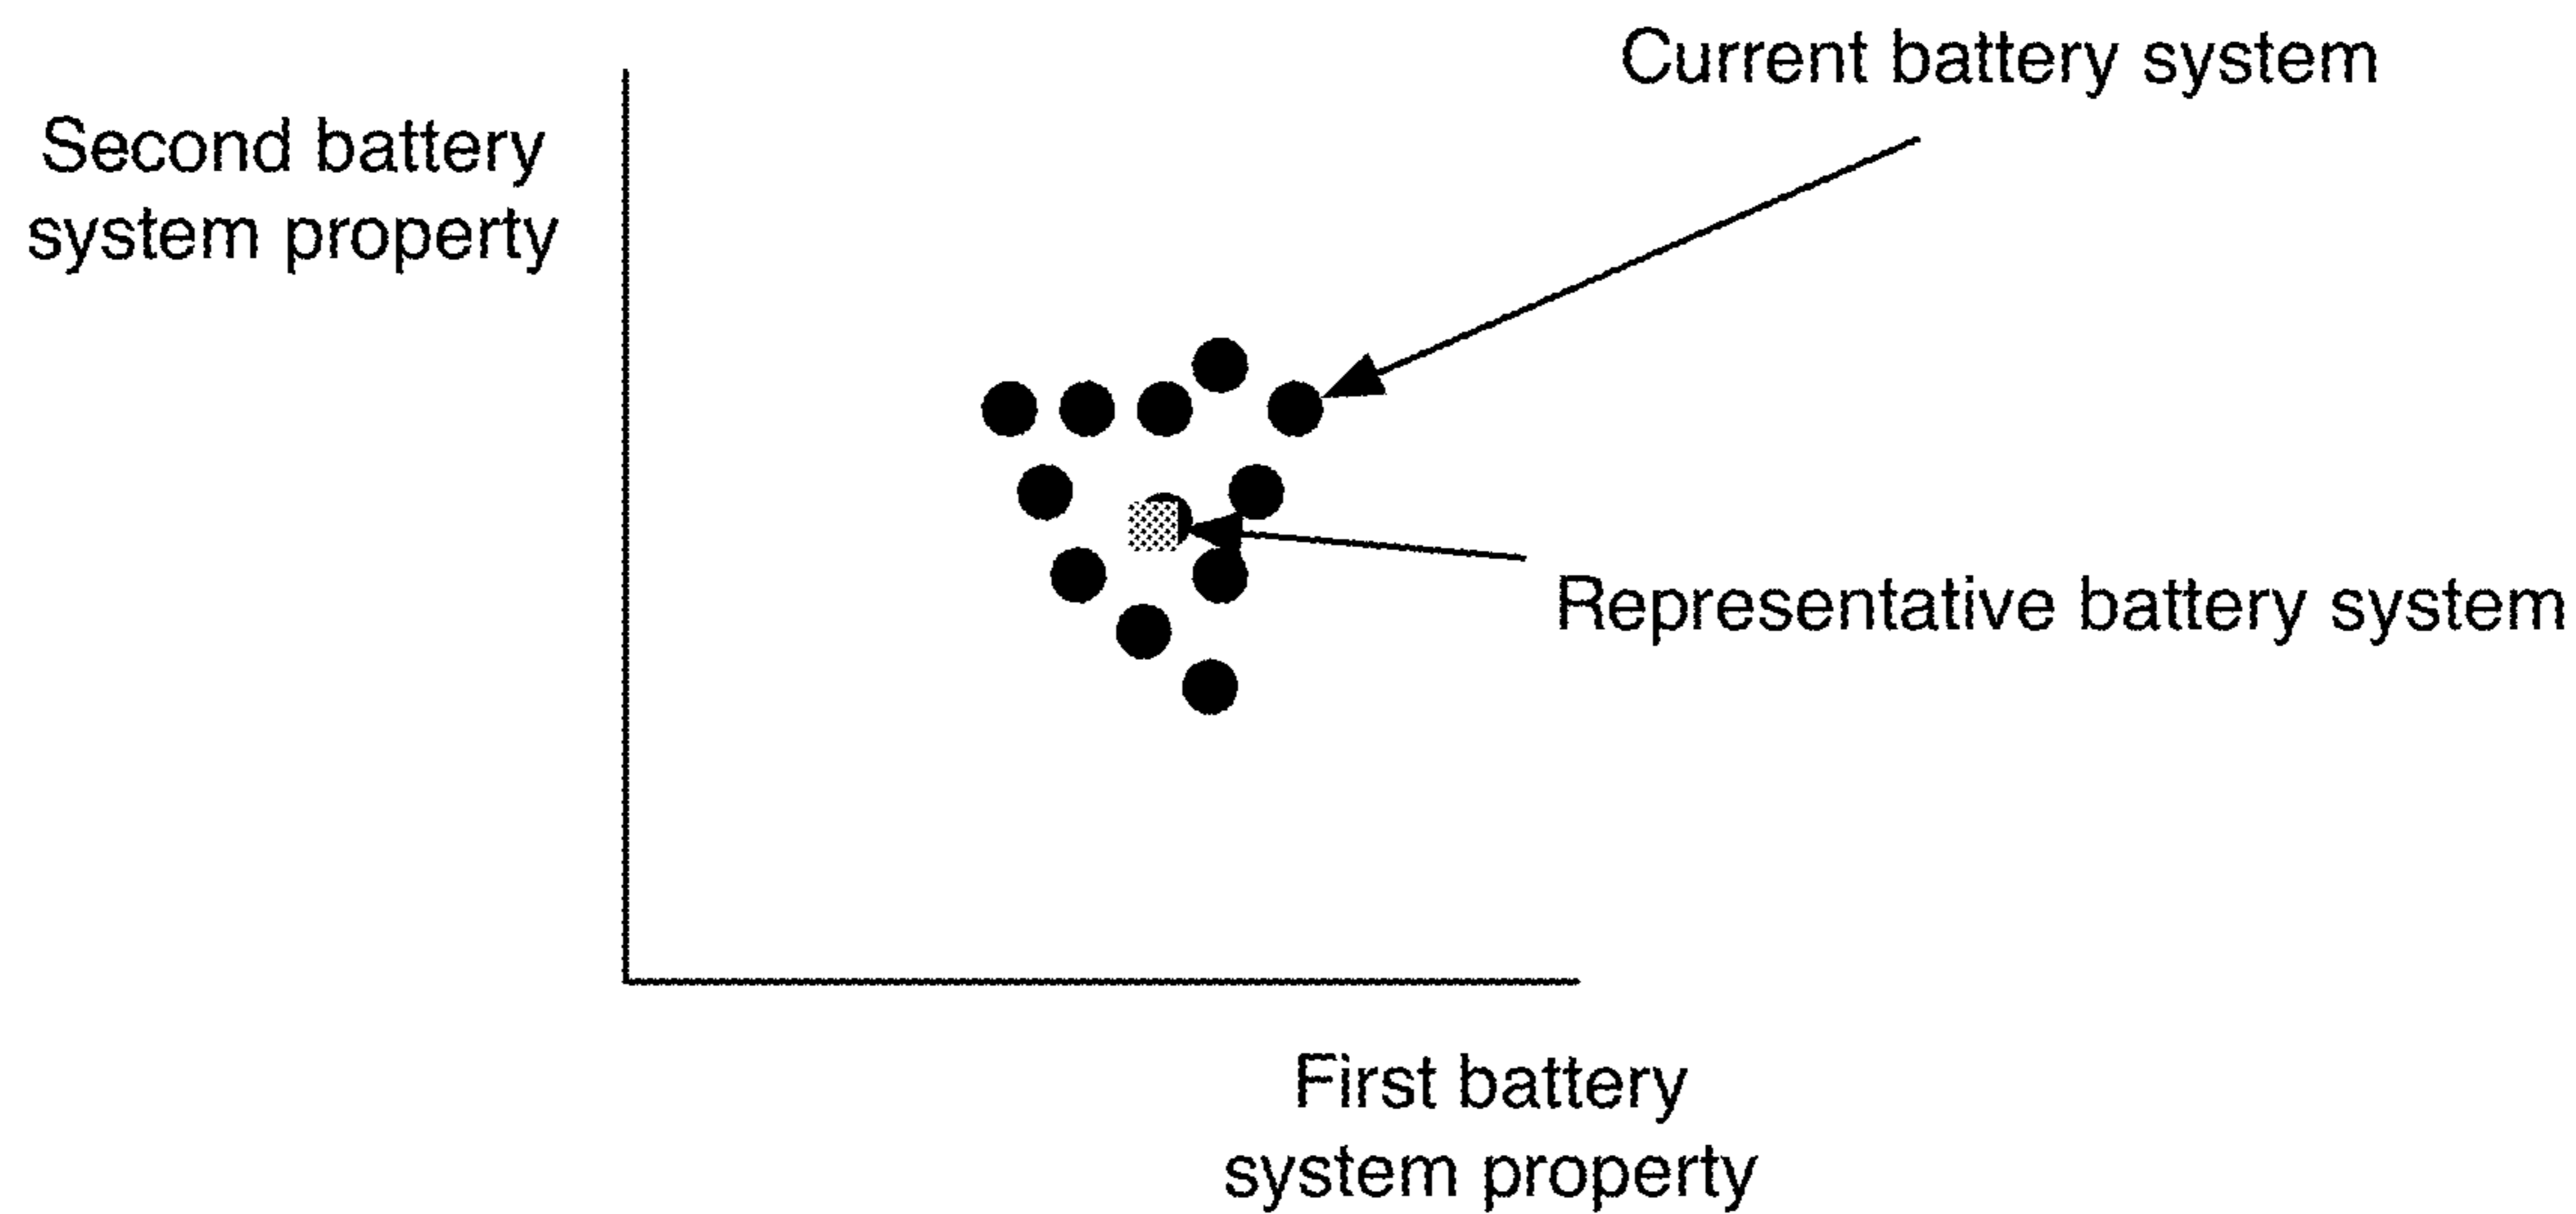 Current battery system
Second battery
system property
Representative battery system
First battery
system property